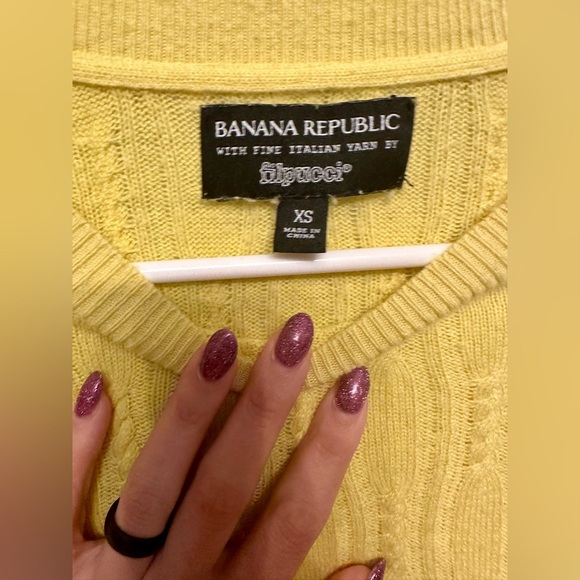 BANANA REPUBLIC
WITH FINE ITALIAN YARN BY
filpucci®
XS
MADE IN
CHINA